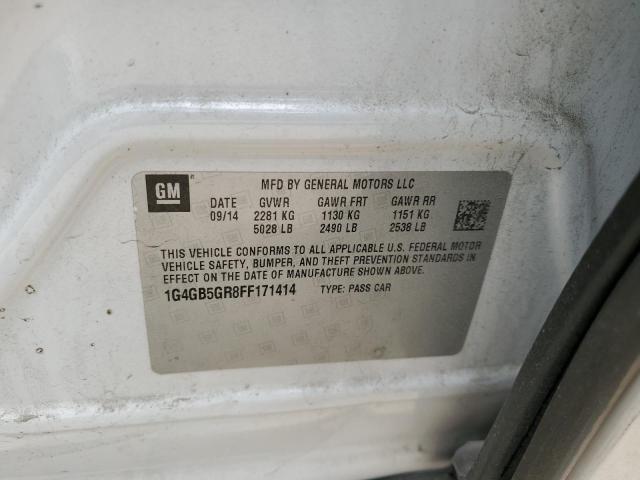 GM
MFD BY GENERAL MOTORS LLC
DATE GVWR GAWR FRT GAWR RR
09/14 2281 KG 1130 KG 1151 KG
5028 LB 2490 LB 2538 LB
THIS VEHICLE CONFORMS TO ALL APPLICABLE U.S. FEDERAL MOTOR
VEHICLE SAFETY, BUMPER, AND THEFT PREVENTION STANDARDS
IN EFFECT ON THE DATE OF MANUFACTURE SHOWN ABOVE.
1G4GB5GR8FF171414 TYPE: PASS CAR